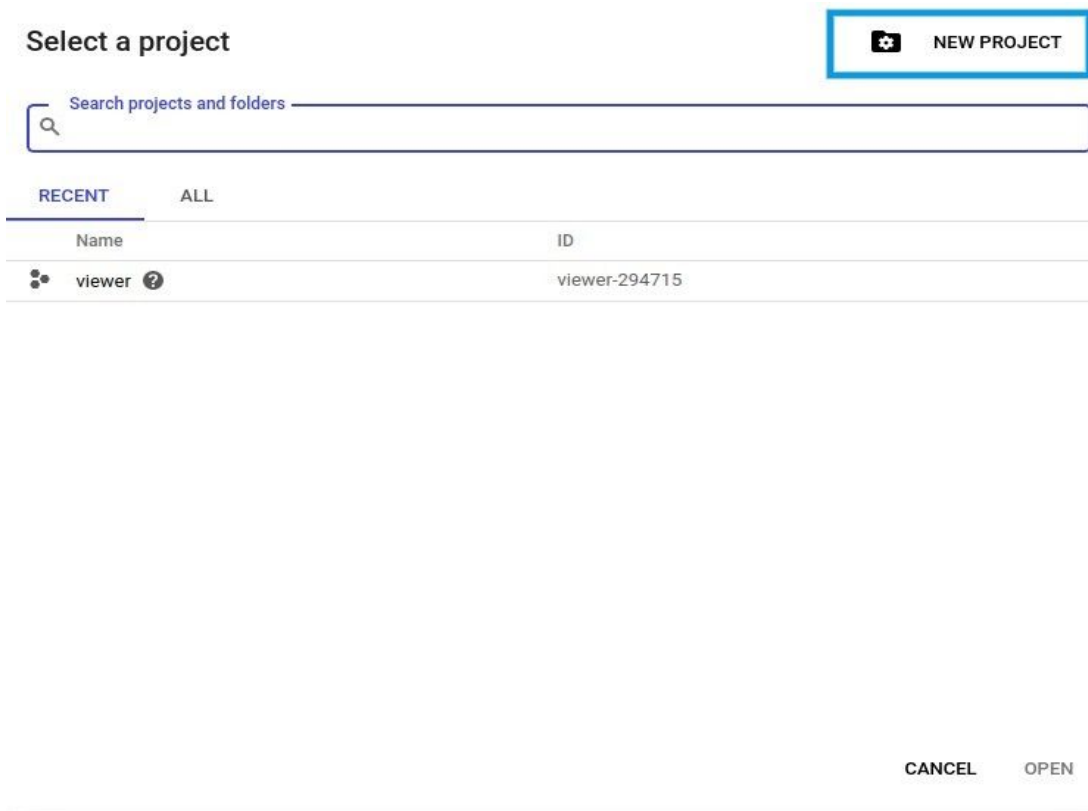 Select a project
NEW PROJECT
Search projects and folders
RECENT ALL
Name ID
viewer viewer-294715
CANCEL OPEN